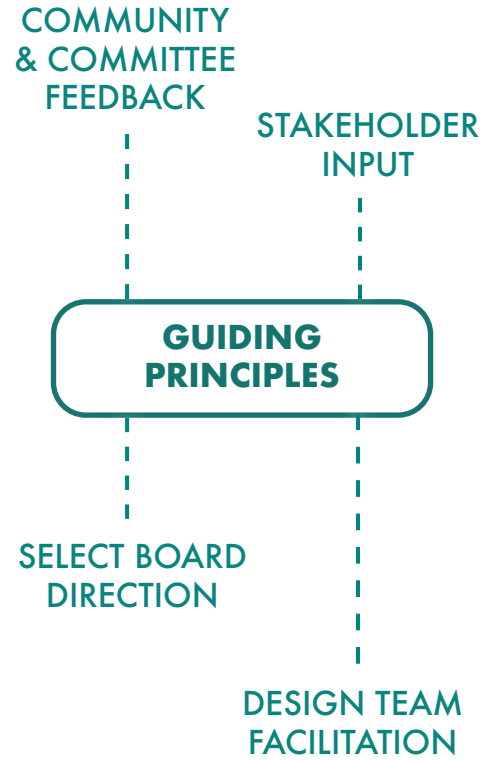 COMMUNITY
& COMMITTEE
FEEDBACK
STAKEHOLDER
INPUT
GUIDING
PRINCIPLES
SELECT BOARD
DIRECTION
DESIGN TEAM
FACILITATION